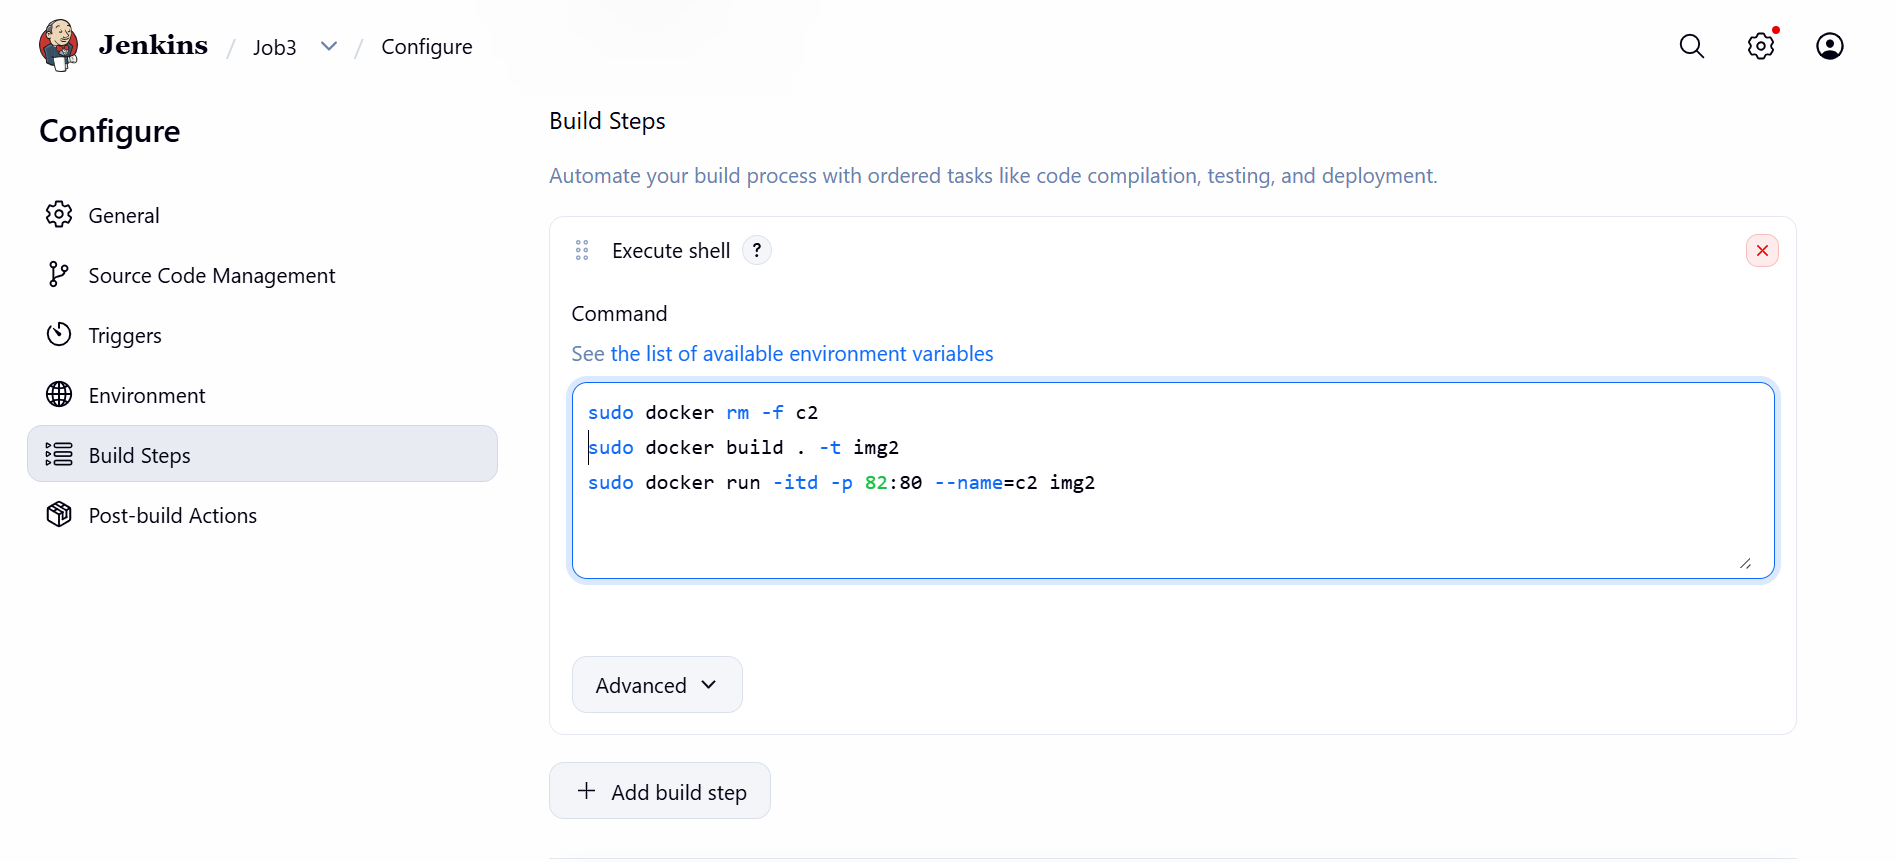 Jenkins / Job3 / Configure
Configure
General
Source Code Management
Triggers
Environment
Build Steps
Post-build Actions
Build Steps
Automate your build process with ordered tasks like code compilation, testing, and deployment.
Execute shell ?
Command
See the list of available environment variables
sudo docker rm -f c2
sudo docker build . -t img2
sudo docker run -itd -p 82:80 --name=c2 img2
Advanced
+ Add build step